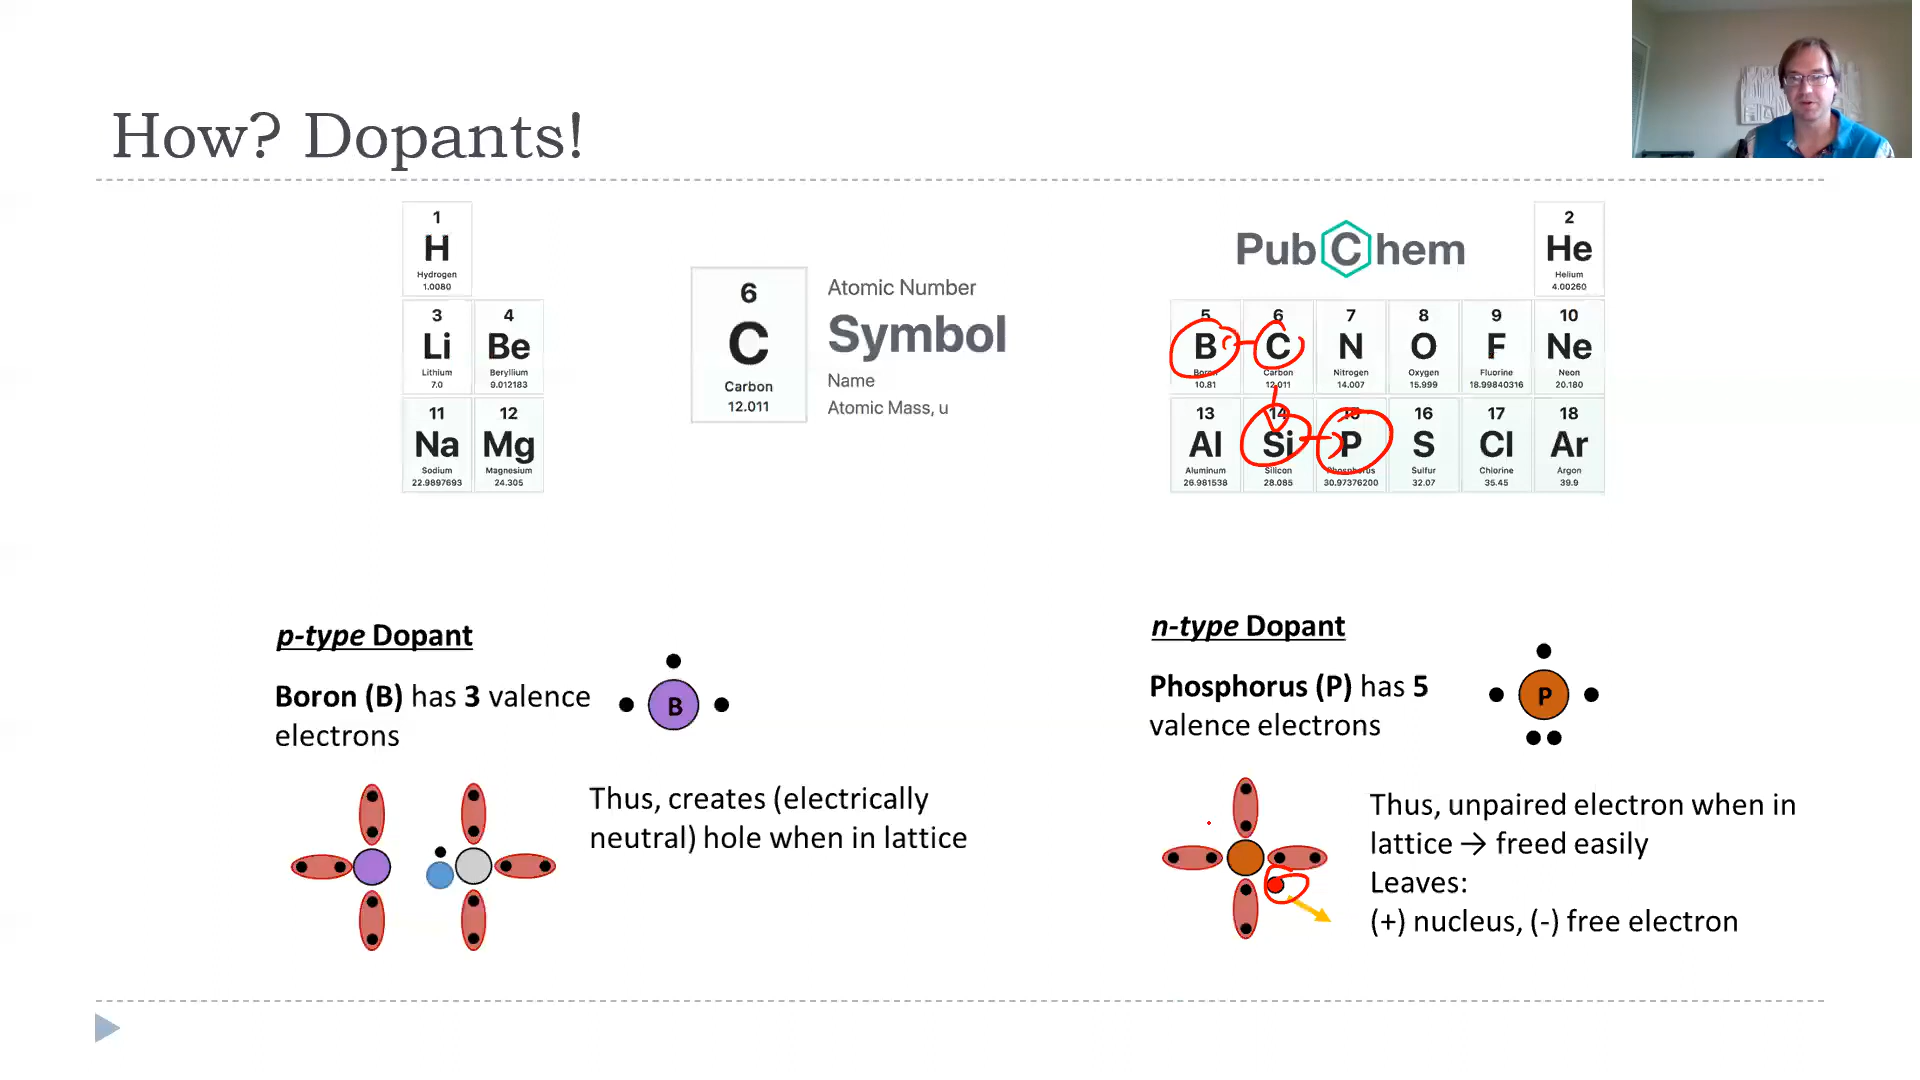 How? Dopants!
1
H
Hydrogen
1.0080
3
Li
Lithium
7.0
4
Be
Beryllium
9.012183
11
Na
Sodium
22.9897693
12
Mg
Magnesium
24.305
6
C
Carbon
12.011
Atomic Number
Symbol
Name
Atomic Mass, u
PubChem
2
He
Helium
4.00260
5
B
Boron
10.81
6
C
Carbon
12.011
7
N
Nitrogen
14.007
8
O
Oxygen
15.999
9
F
Fluorine
18.99840316
10
Ne
Neon
20.180
13
Al
Aluminum
26.981538
14
Si
Silicon
28.085
15
P
Phosphorus
30.97376200
16
S
Sulfur
32.07
17
Cl
Chlorine
35.45
18
Ar
Argon
39.9
p-type Dopant
Boron (B) has 3 valence
electrons
B
Thus, creates (electrically
neutral) hole when in lattice
n-type Dopant
Phosphorus (P) has 5
valence electrons
P
Thus, unpaired electron when in
lattice → freed easily
Leaves:
(+) nucleus, (-) free electron